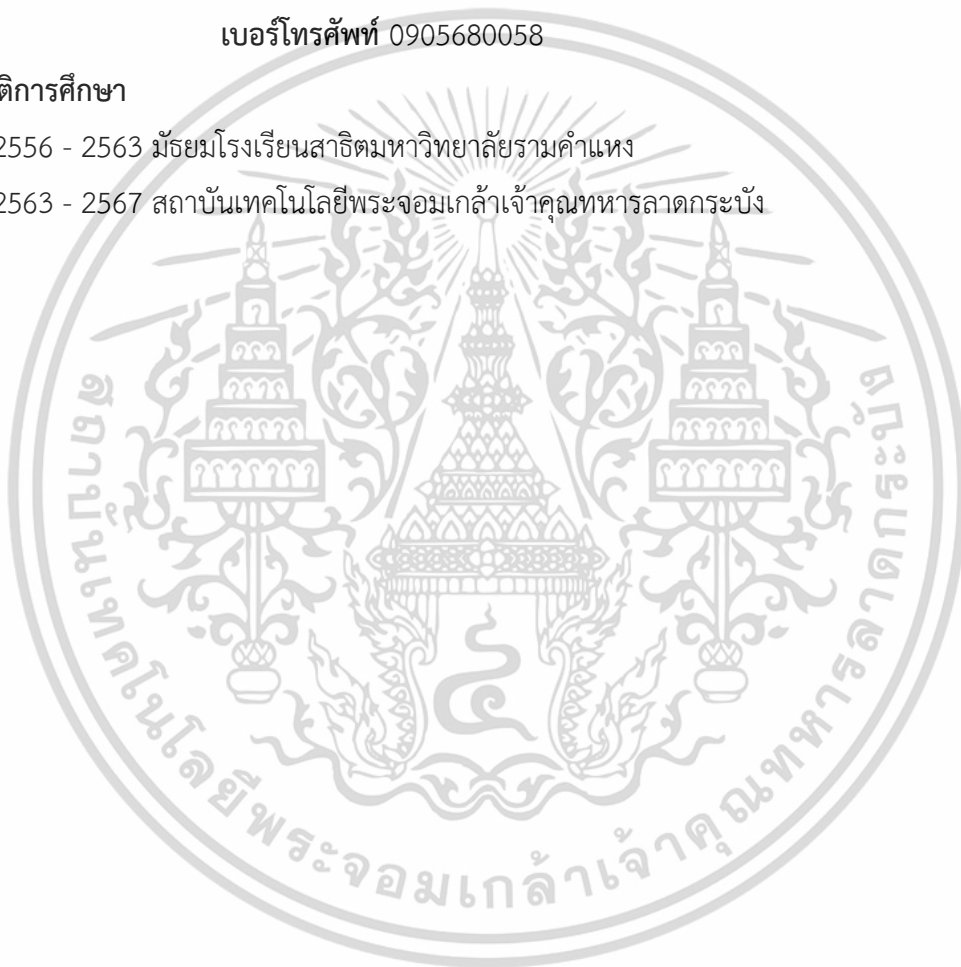 เบอร์โทรศัพท์ 0905680058
ติการศึกษา
2556 - 2563 มัธยมโรงเรียนสาธิตมหาวิทยาลัยรามคำแหง
2563 - 2567 สถาบันเทคโนโลยีพระจอมเกล้าเจ้าคุณทหารลาดกระบัง
สถาบันเทคโนโลยีพระจอมเกล้าเจ้าคุณทหารลาดกระบัง
๔